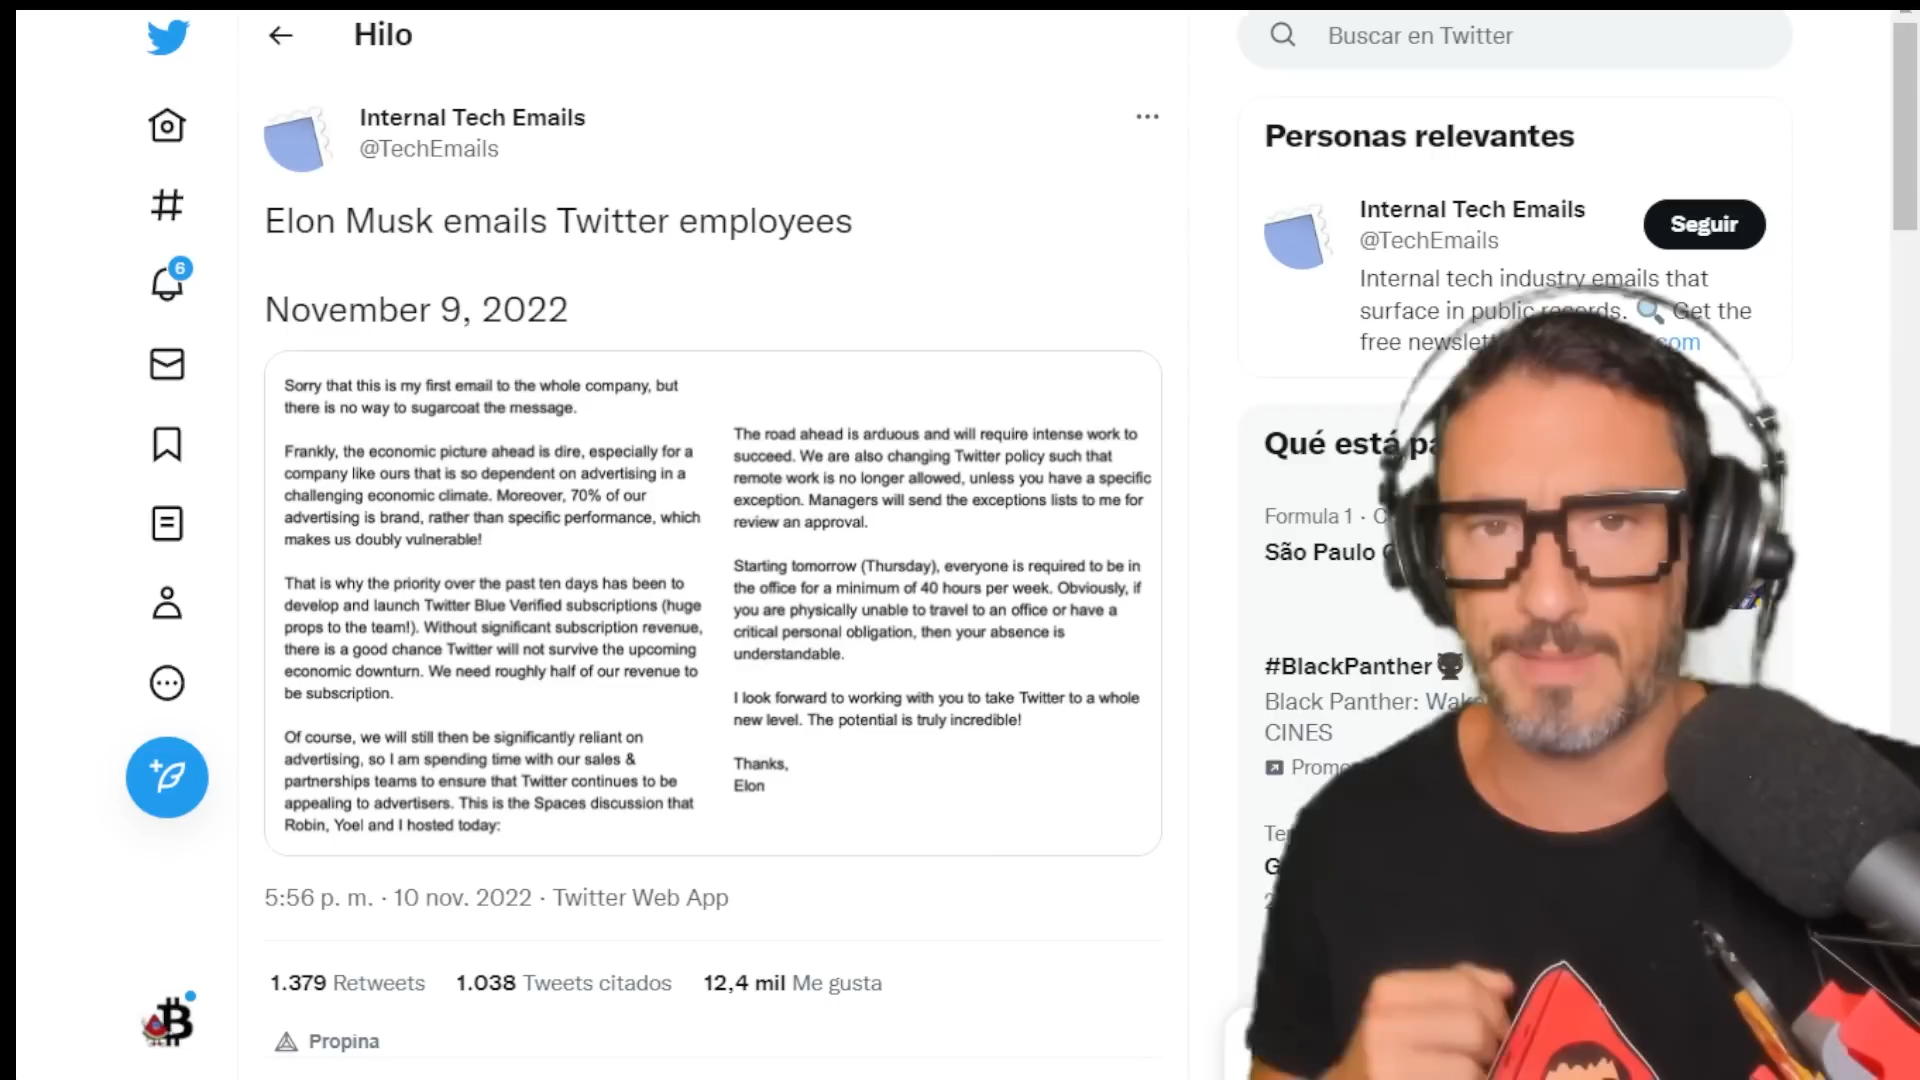 Hilo
Internal Tech Emails
@TechEmails
Elon Musk emails Twitter employees
November 9, 2022
Sorry that this is my first email to the whole company, but
there is no way to sugarcoat the message.
Frankly, the economic picture ahead is dire, especially for a
company like ours that is so dependent on advertising in a
challenging economic climate. Moreover, 70% of our
advertising is brand, rather than specific performance, which
makes us doubly vulnerable!
That is why the priority over the past ten days has been to
develop and launch Twitter Blue Verified subscriptions (huge
props to the team!). Without significant subscription revenue,
there is a good chance Twitter will not survive the upcoming
economic downturn. We need roughly half of our revenue to
be subscription.
Of course, we will still then be significantly reliant on
advertising, so I am spending time with our sales &
partnerships teams to ensure that Twitter continues to be
appealing to advertisers. This is the Spaces discussion that
Robin, Yoel and I hosted today:
The road ahead is arduous and will require intense work to
succeed. We are also changing Twitter policy such that
remote work is no longer allowed, unless you have a specific
exception. Managers will send the exceptions lists to me for
review an approval.
Starting tomorrow (Thursday), everyone is required to be in
the office for a minimum of 40 hours per week. Obviously, if
you are physically unable to travel to an office or have a
critical personal obligation, then your absence is
understandable.
I look forward to working with you to take Twitter to a whole
new level. The potential is truly incredible!
Thanks,
Elon
5:56 p. m. · 10 nov. 2022 · Twitter Web App
1.379 Retweets 1.038 Tweets citados 12,4 mil Me gusta
Propina
6
Buscar en Twitter
Personas relevantes
Internal Tech Emails
@TechEmails
Seguir
Internal tech industry emails that
surface in public records. 🔍 Get the
free
Qué está
Formula 1 ·
São Paulo
#BlackPanther
Black Panther:
CINES